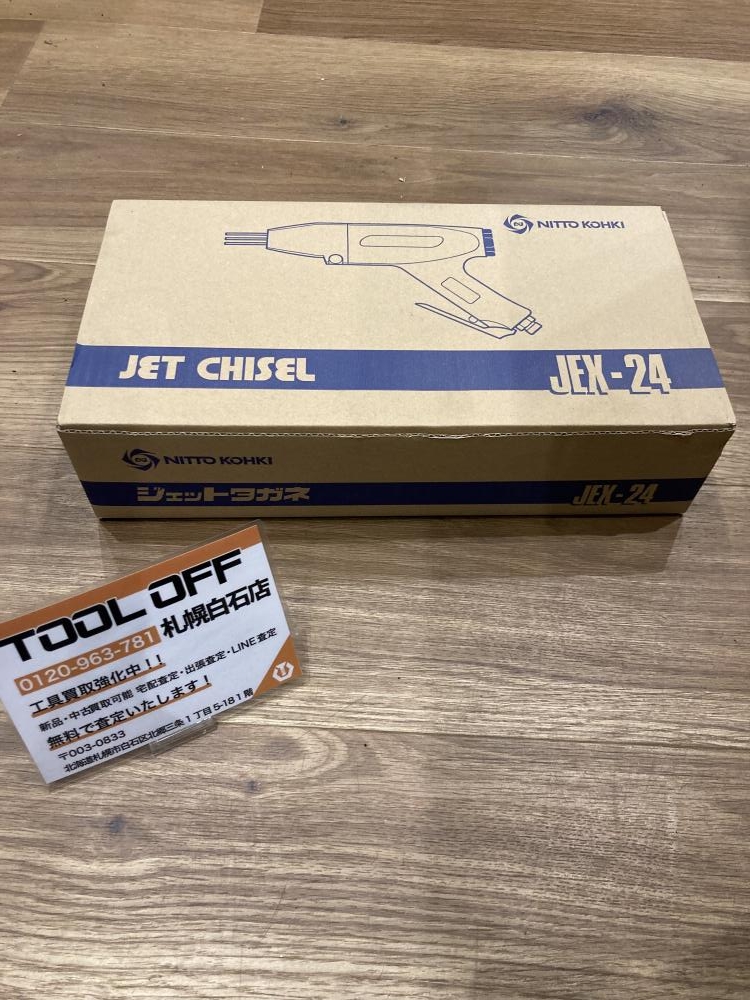 NITTO KOHKI
JET CHISEL
JEX-24
NITTO KOHKI
ジェットタガネ
JEX-24
TOOL OFF
0120-963-781 札幌白石店
工具買取強化中！！
新品・中古買取可能 宅配査定・出張査定・LINE査定
無料で査定いたします！
〒003-0833
北海道札幌市白石区北郷三条1丁目5-18 1階